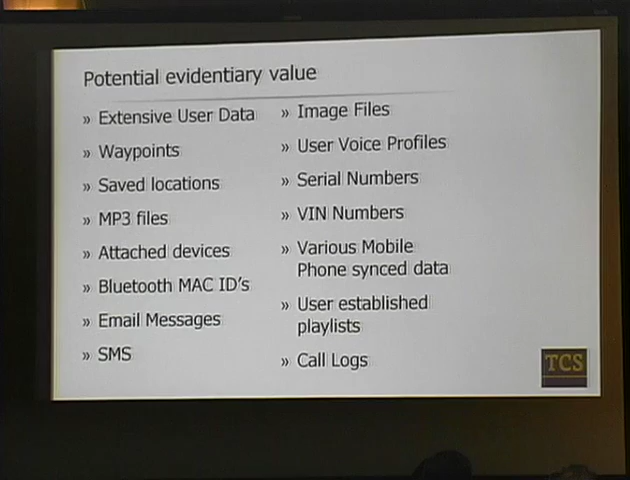 Potential evidentiary value
» Extensive User Data
» Waypoints
» Saved locations
» MP3 files
» Attached devices
» Bluetooth MAC ID's
» Email Messages
» SMS
» Image Files
» User Voice Profiles
» Serial Numbers
» VIN Numbers
» Various Mobile
Phone synced data
» User established
playlists
» Call Logs
TCS